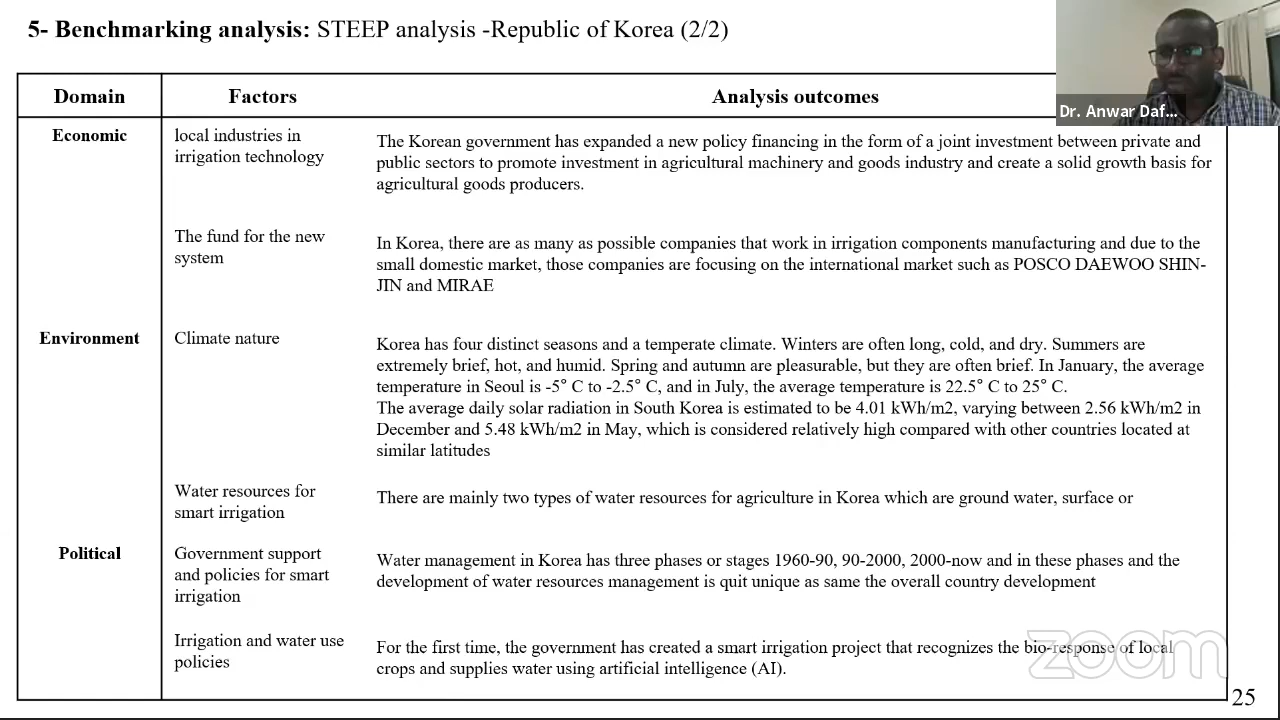 5- Benchmarking analysis: STEEP analysis -Republic of Korea (2/2)
Dr. Anwar Daf...
Domain Factors Analysis outcomes
Economic
local industries in
irrigation technology
The Korean government has expanded a new policy financing in the form of a joint investment between private and
public sectors to promote investment in agricultural machinery and goods industry and create a solid growth basis for
agricultural goods producers.
The fund for the new
system
In Korea, there are as many as possible companies that work in irrigation components manufacturing and due to the
small domestic market, those companies are focusing on the international market such as POSCO DAEWOO SHIN-
JIN and MIRAE
Environment
Climate nature
Korea has four distinct seasons and a temperate climate. Winters are often long, cold, and dry. Summers are
extremely brief, hot, and humid. Spring and autumn are pleasurable, but they are often brief. In January, the average
temperature in Seoul is -5° C to -2.5° C, and in July, the average temperature is 22.5° C to 25° C.
The average daily solar radiation in South Korea is estimated to be 4.01 kWh/m2, varying between 2.56 kWh/m2 in
December and 5.48 kWh/m2 in May, which is considered relatively high compared with other countries located at
similar latitudes
Water resources for
smart irrigation
There are mainly two types of water resources for agriculture in Korea which are ground water, surface or
Political
Government support
and policies for smart
irrigation
Water management in Korea has three phases or stages 1960-90, 90-2000, 2000-now and in these phases and the
development of water resources management is quit unique as same the overall country development
Irrigation and water use
policies
For the first time, the government has created a smart irrigation project that recognizes the bio-response of local
crops and supplies water using artificial intelligence (AI).
zoom
25